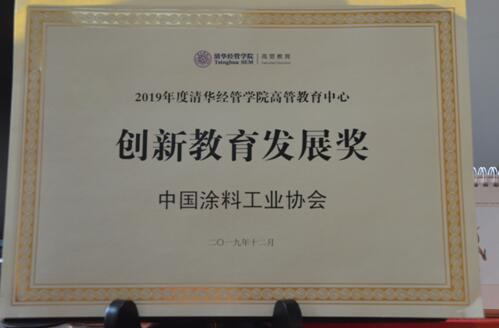 清华经管学院 高管教育
Tsinghua SEM
2019年度清华经管学院高管教育中心
创新教育发展奖
中国涂料工业协会
二〇一九年十二月